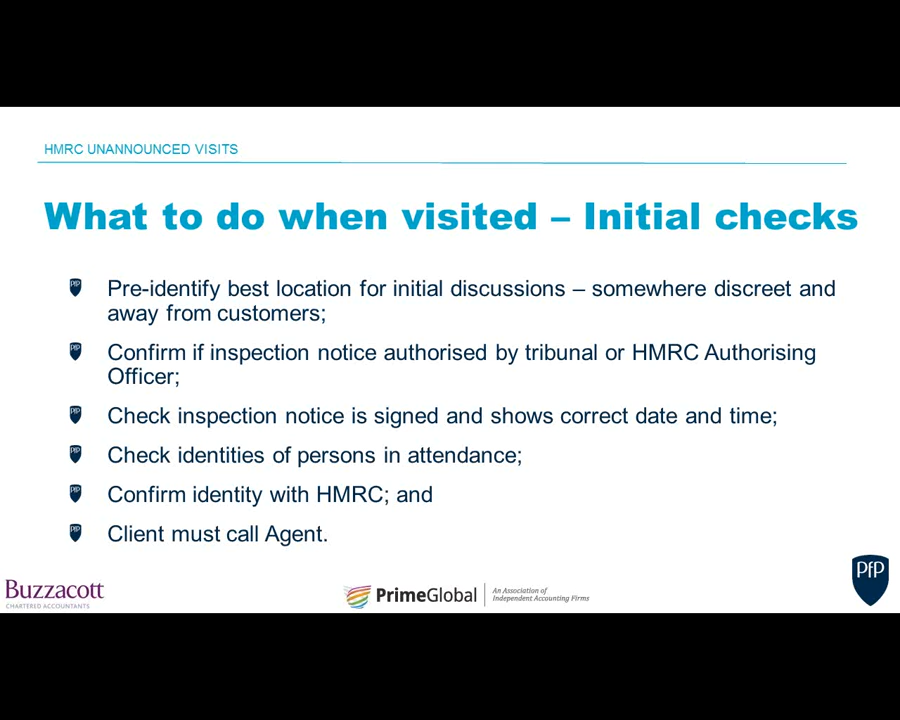 HMRC UNANNOUNCED VISITS
What to do when visited – Initial checks
Pre-identify best location for initial discussions – somewhere discreet and
away from customers;
Confirm if inspection notice authorised by tribunal or HMRC Authorising
Officer;
Check inspection notice is signed and shows correct date and time;
Check identities of persons in attendance;
Confirm identity with HMRC; and
Client must call Agent.
Buzzacott
CHARTERED ACCOUNTANTS
PrimeGlobal
An Association of
Independent Accounting Firms
PfP